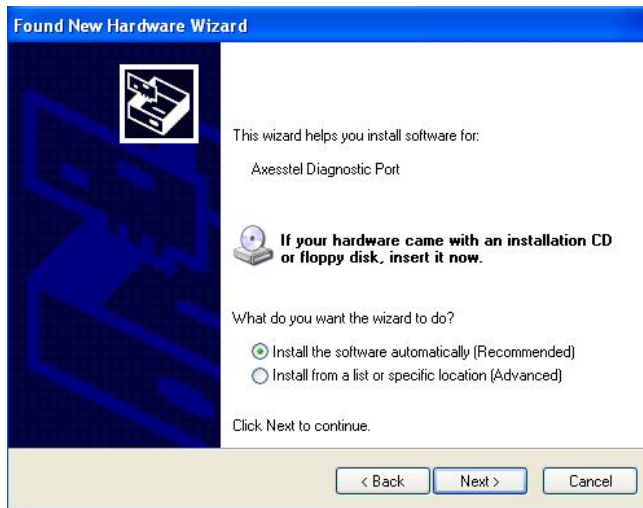 Found New Hardware Wizard
This wizard helps you install software for:
Axesstel Diagnostic Port
If your hardware came with an installation CD
or floppy disk, insert it now.
What do you want the wizard to do?
Install the software automatically (Recommended)
Install from a list or specific location (Advanced)
Click Next to continue.
< Back
Next >
Cancel